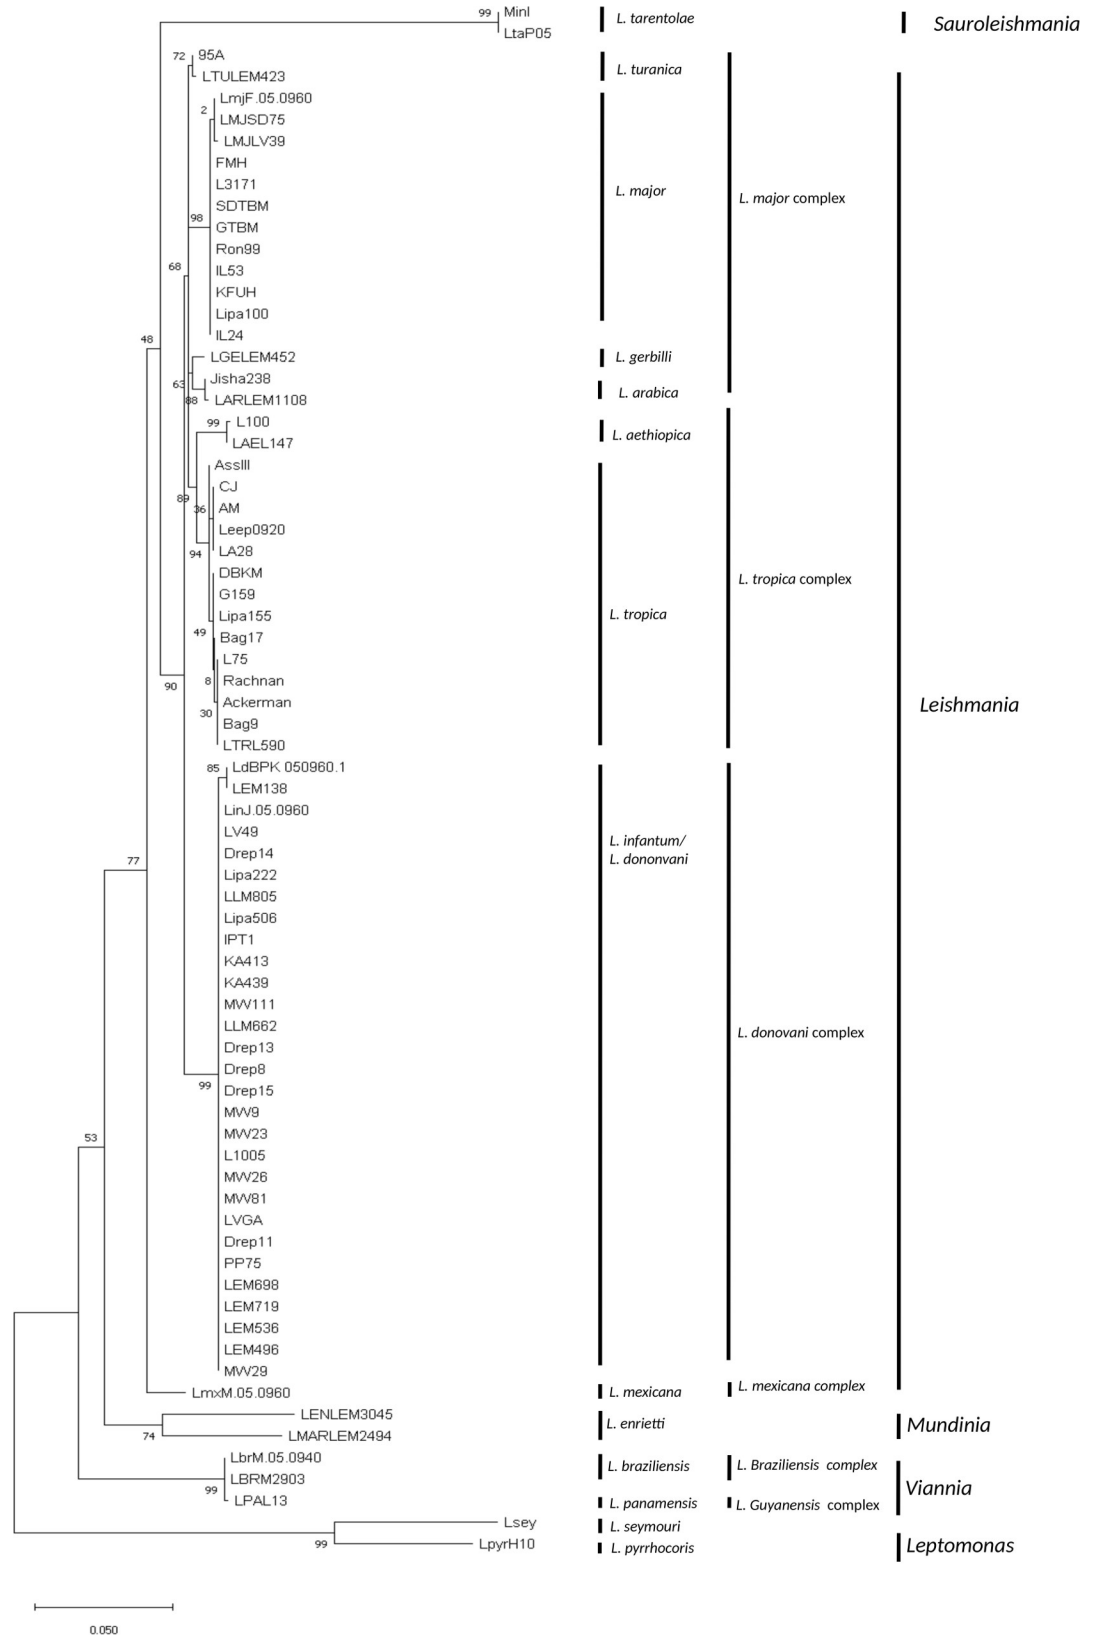 99
MinI
LtaP05
L. tarentolae
Sauroleishmania
72
95A
LTULEM423
L. turanica
2
LmjF.05.0960
LMJSD75
LMJLV39
FMH
L3171
SDTBM
98
GTBM
Ron99
IL53
KFUH
Lipa100
IL24
L. major
L. major complex
68
48
LGELEM452
L. gerbilli
63
Jisha238
88
LARLEM1108
L. arabica
99
L100
LAEL147
L. aethiopica
AssIII
CJ
89
36
AM
Leep0920
94
LA28
DBKM
G159
Lipa155
49
Bag17
L75
8
Rachnan
30
Ackerman
Bag9
LTRL590
L. tropica
L. tropica complex
90
Leishmania
85
LdBPK 050960.1
LEM138
LinJ.05.0960
LV49
Drep14
Lipa222
LLM805
Lipa506
IPT1
KA413
KA439
MW111
LLM662
Drep13
Drep8
99
Drep15
MW9
MW23
L1005
MW26
MW81
LVGA
Drep11
PP75
LEM698
LEM719
LEM536
LEM496
MW29
L. infantum/
L. dononvani
L. donovani complex
77
53
LmxM.05.0960
L. mexicana
L. mexicana complex
LENLEM3045
74
LMARLEM2494
L. enrietti
Mundinia
LbrM.05.0940
LBRM2903
99
LPAL13
L. braziliensis
L. Braziliensis complex
Viannia
L. panamensis
L. Guyanensis complex
Lsey
L. seymouri
99
LpyrH10
L. pyrrhocoris
Leptomonas
0.050